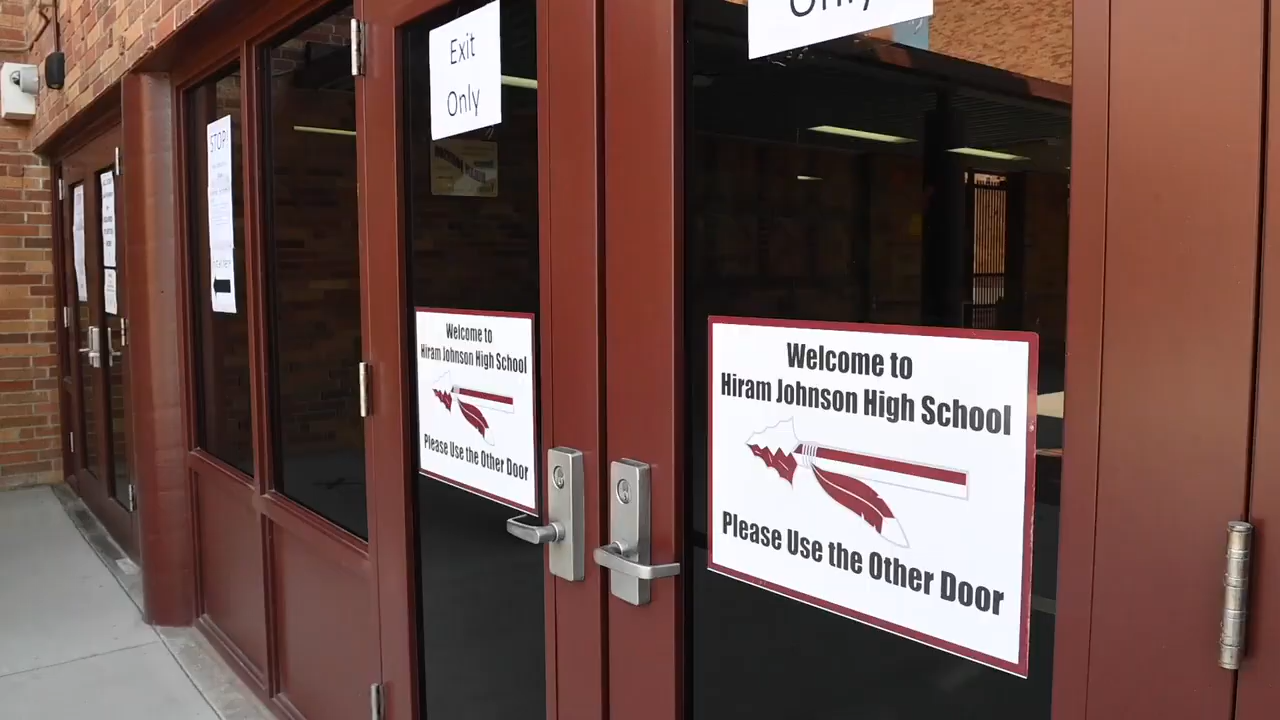 STOP!
Exit
Only
Only
Welcome to
Hiram Johnson High School
Please Use the Other Door
Welcome to
Hiram Johnson High School
Please Use the Other Door